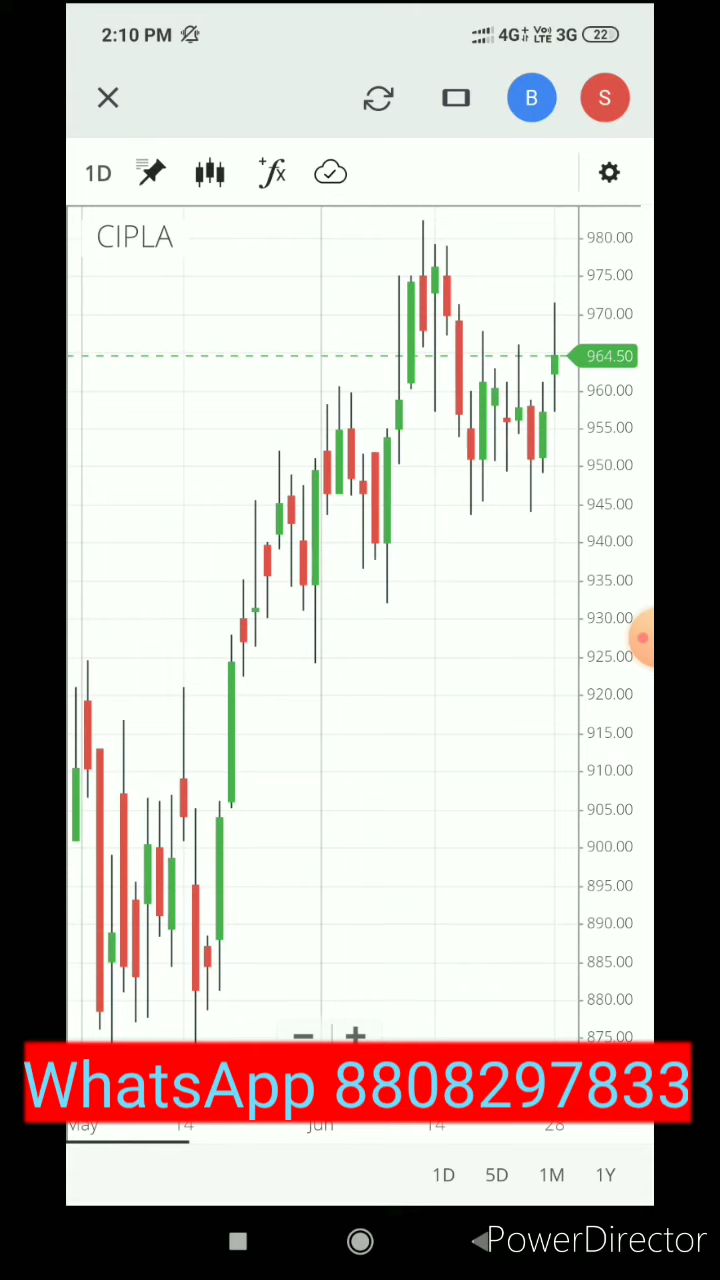 2:10 PM 4G+ Vo) LTE 3G 22
B S
1D +fx
CIPLA
980.00
975.00
970.00
964.50
960.00
955.00
950.00
945.00
940.00
935.00
930.00
925.00
920.00
915.00
910.00
905.00
900.00
895.00
890.00
885.00
880.00
875.00
WhatsApp 8808297833
May 14 Jun 14 28
1D 5D 1M 1Y
PowerDirector